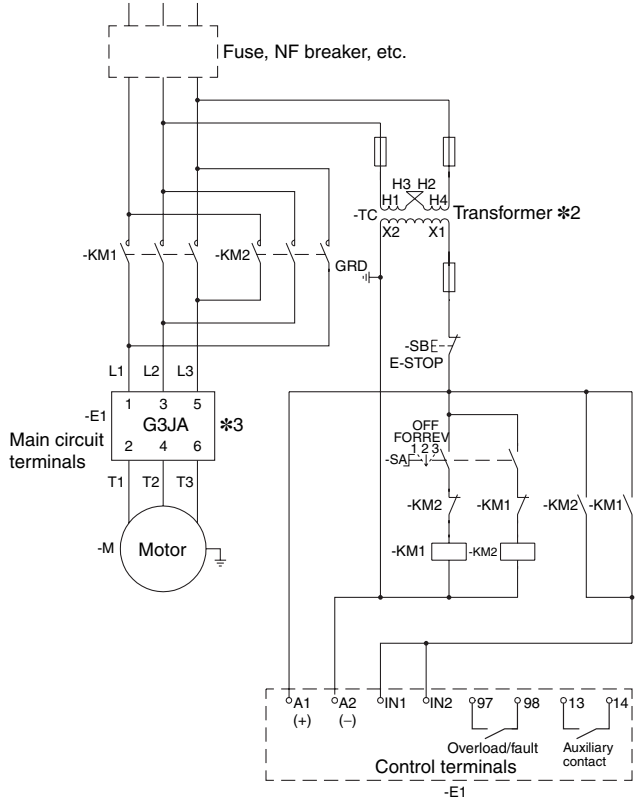 Fuse, NF breaker, etc.
H3 H2
H1 H4
-TC
Transformer ✻2
X2 X1
-KM1
-KM2
GRD
-SB
E-STOP
L1 L2 L3
1 3 5
-E1
G3JA
✻3
Main circuit
terminals
2 4 6
OFF
FORREV
1 2 3
-SA
T1 T2 T3
-KM2 -KM1 -KM2 -KM1
-M
Motor
-KM1 -KM2
A1 A2 IN1 IN2 97 98 13 14
(+) (−)
Overload/fault
Auxiliary
contact
Control terminals
-E1